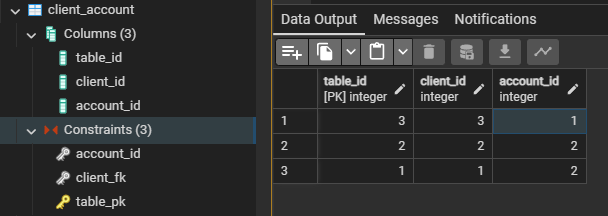 client_account
Columns (3)
table_id
client_id
account_id
Constraints (3)
account_id
client_fk
table_pk
Data Output Messages Notifications
table_id client_id account_id
[PK] integer integer integer
1 3 3 1
2 2 2 2
3 1 1 2